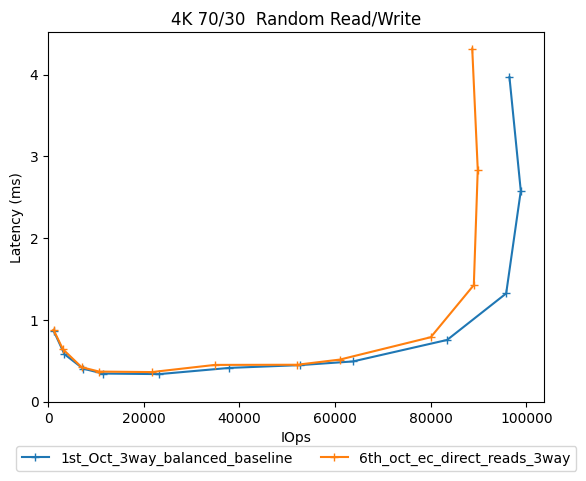 4K 70/30  Random Read/Write
Latency (ms)
4
3
2
1
0
0 20000 40000 60000 80000 100000
IOps
1st_Oct_3way_balanced_baseline 6th_oct_ec_direct_reads_3way